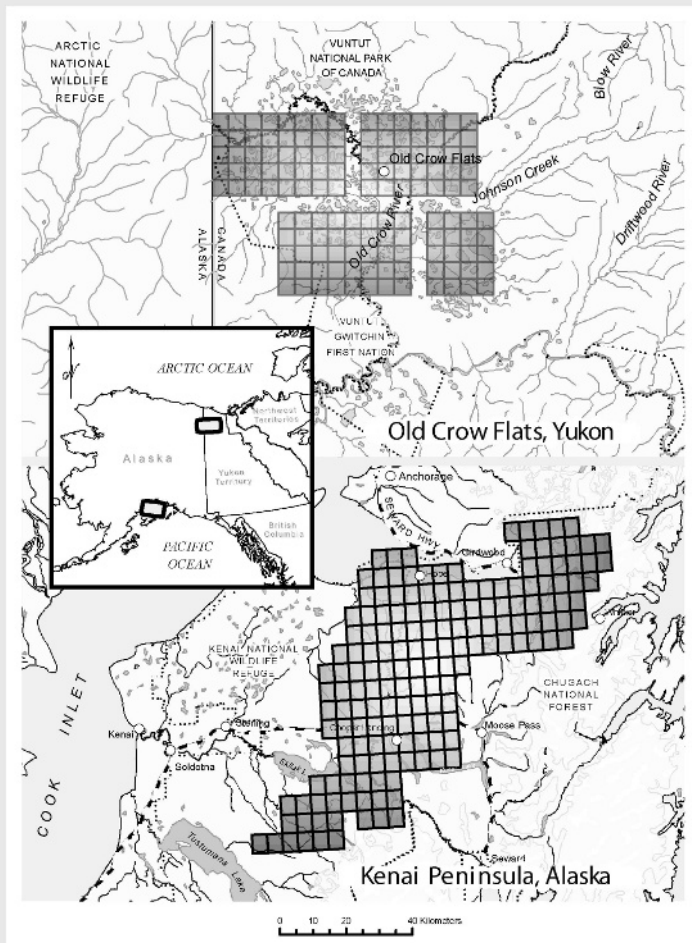 ARCTIC
NATIONAL
WILDLIFE
REFUGE
VUNTUT
NATIONAL PARK
OF CANADA
Blow River
Old Crow Flats
Johnson Creek
Driftwood River
Old Crow River
ALASKA
CANADA
VUNTUT
GWITCHIN
FIRST NATION
Old Crow Flats, Yukon
N
ARCTIC OCEAN
Northwest
Territories
Alaska
Yukon
Territory
British
Columbia
PACIFIC
OCEAN
Anchorage
SEWARD HWY
Girdwood
Hope
KENAI NATIONAL
WILDLIFE
REFUGE
CHUGACH
NATIONAL
FOREST
COOK INLET
Kenai
Sterling
Soldotna
Cooper Landing
Moose Pass
Tustumena
Lake
Seward
Kenai Peninsula, Alaska
0 10 20 40 Kilometers